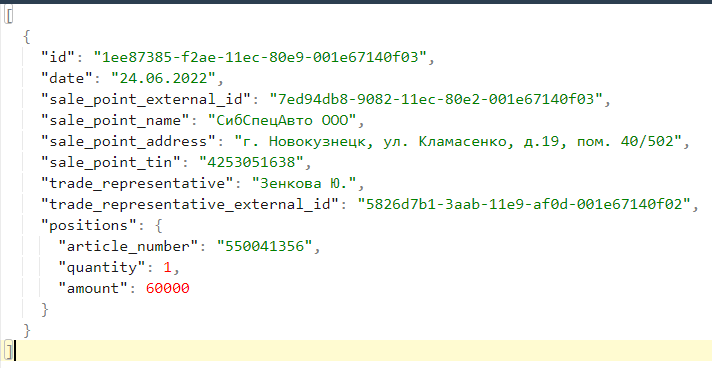 [
  {
    "id": "1ee87385-f2ae-11ec-80e9-001e67140f03",
    "date": "24.06.2022",
    "sale_point_external_id": "7ed94db8-9082-11ec-80e2-001e67140f03",
    "sale_point_name": "СибСпецАвто ООО",
    "sale_point_address": "г. Новокузнецк, ул. Кламасенко, д.19, пом. 40/502",
    "sale_point_tin": "4253051638",
    "trade_representative": "Зенкова Ю.",
    "trade_representative_external_id": "5826d7b1-3aab-11e9-af0d-001e67140f02",
    "positions": {
      "article_number": "550041356",
      "quantity": 1,
      "amount": 60000
    }
  }
]